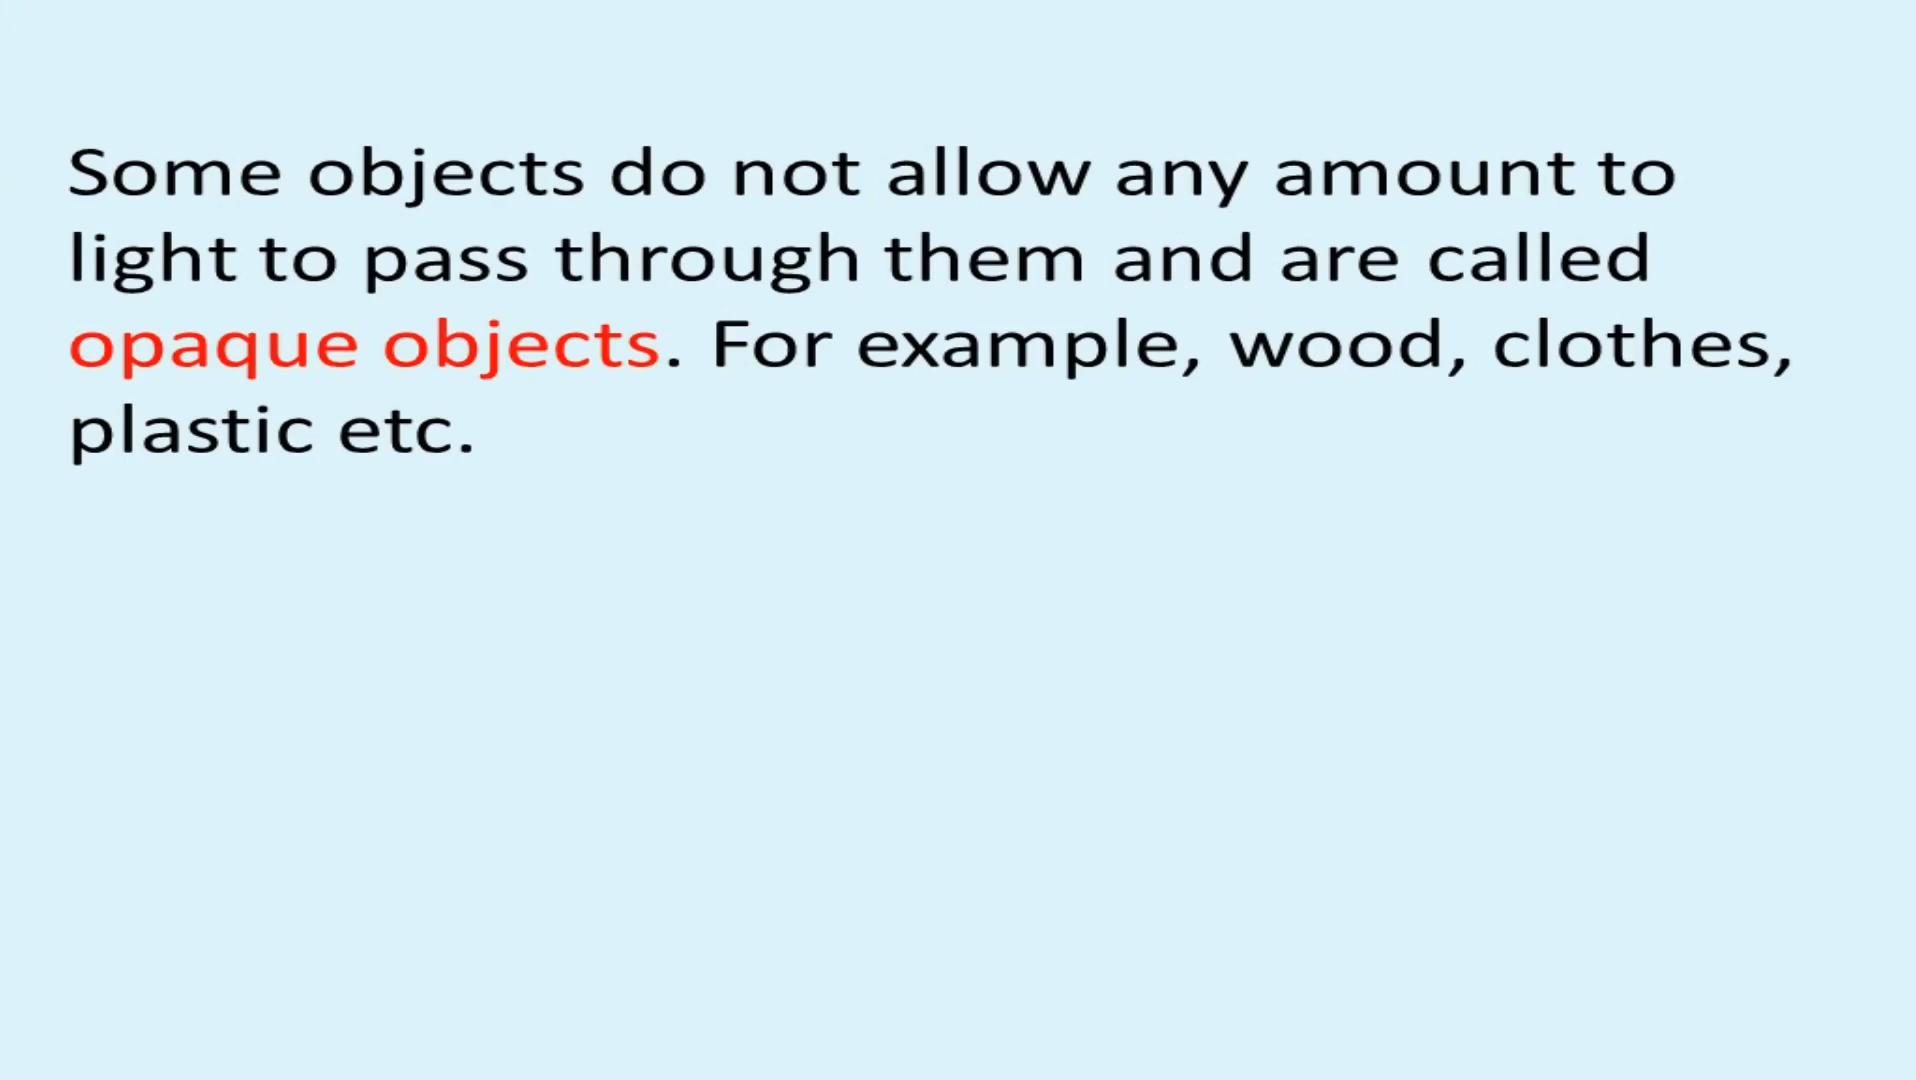 Some objects do not allow any amount to
light to pass through them and are called
opaque objects. For example, wood, clothes,
plastic etc.